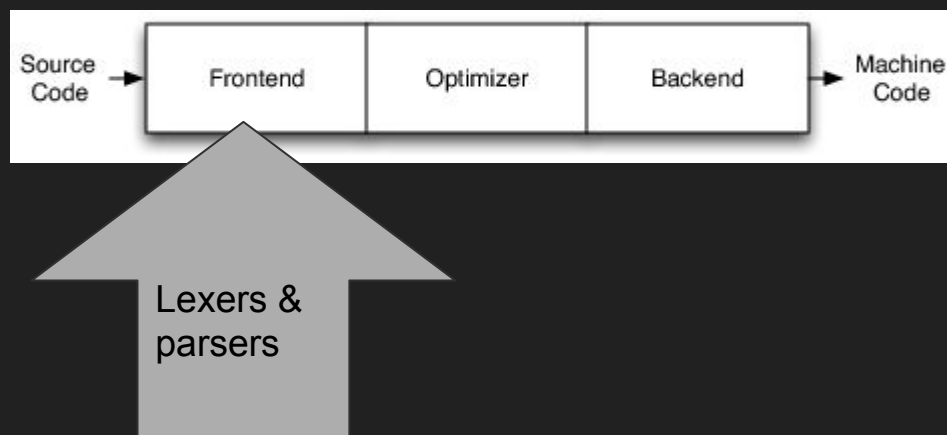 Source
Code
Frontend
Optimizer
Backend
Machine
Code
Lexers &
parsers